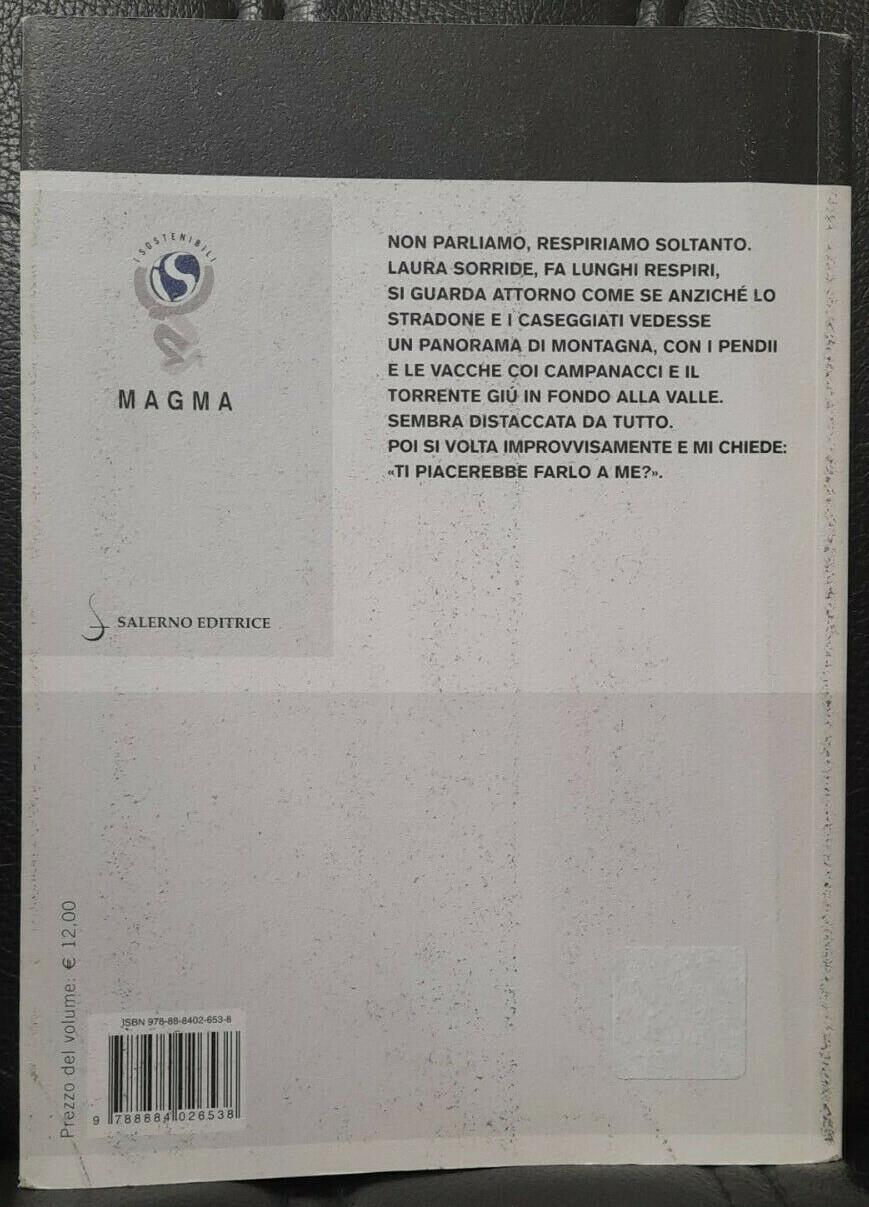 I SOSTENIBILI
MAGMA
NON PARLIAMO, RESPIRIAMO SOLTANTO.
LAURA SORRIDE, FA LUNGHI RESPIRI,
SI GUARDA ATTORNO COME SE ANZICHÉ LO
STRADONE E I CASEGGIATI VEDESSE
UN PANORAMA DI MONTAGNA, CON I PENDII
E LE VACCHE COI CAMPANACCI E IL
TORRENTE GIÚ IN FONDO ALLA VALLE.
SEMBRA DISTACCATA DA TUTTO.
POI SI VOLTA IMPROVVISAMENTE E MI CHIEDE:
«TI PIACEREBBE FARLO A ME?».
SALERNO EDITRICE
Prezzo del volume: € 12,00
ISBN 978-88-8402-653-8
9 788884 026538